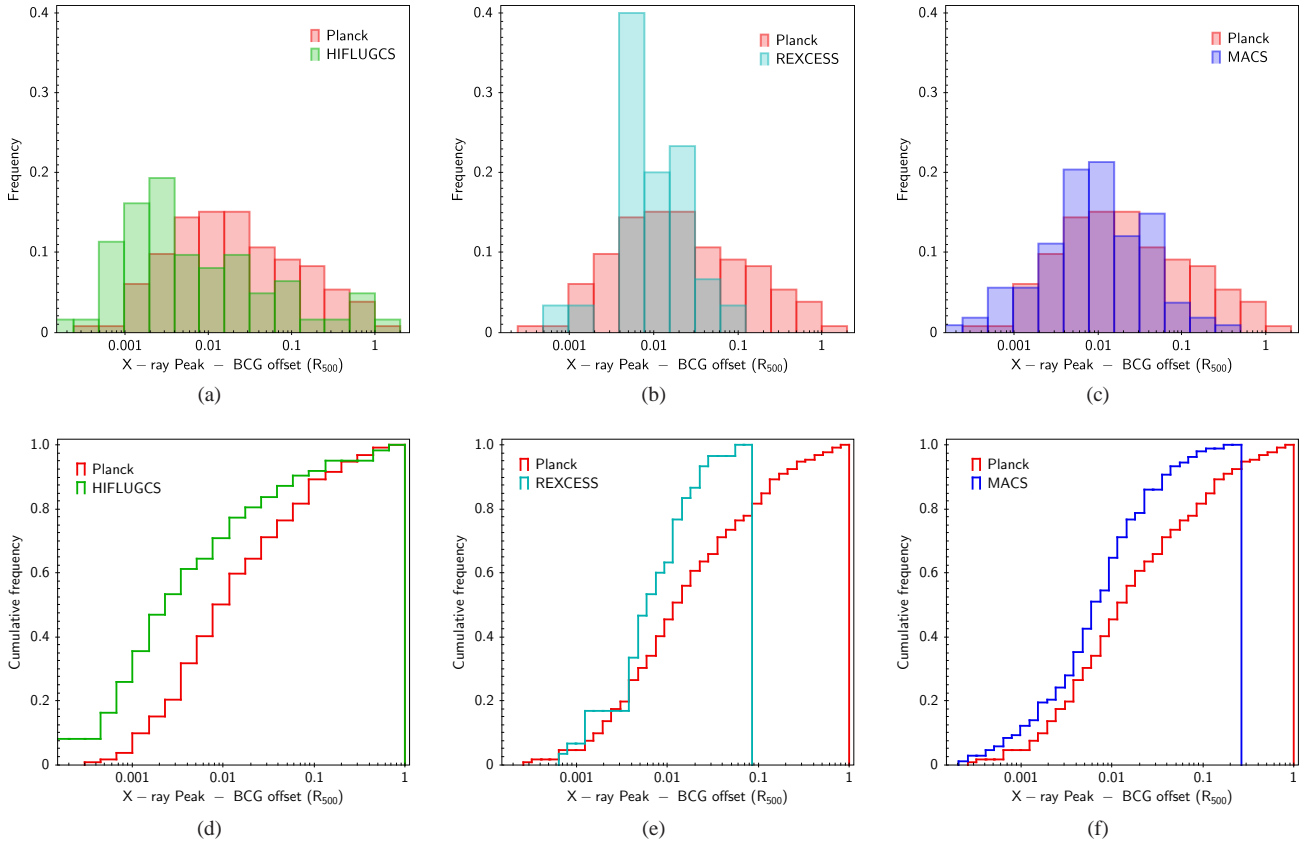 0.4
0.3
0.2
0.1
0
Frequency
Planck
HIFLUGCS
0.001 0.01 0.1 1
X – ray Peak – BCG offset (R500)
(a)
0.4
0.3
0.2
0.1
0
Frequency
Planck
REXCESS
0.001 0.01 0.1 1
X – ray Peak – BCG offset (R500)
(b)
0.4
0.3
0.2
0.1
0
Frequency
Planck
MACS
0.001 0.01 0.1 1
X – ray Peak – BCG offset (R500)
(c)
1.0
0.8
0.6
0.4
0.2
0
Cumulative frequency
Planck
HIFLUGCS
0.001 0.01 0.1 1
X – ray Peak – BCG offset (R500)
(d)
1.0
0.8
0.6
0.4
0.2
0
Cumulative frequency
Planck
REXCESS
0.001 0.01 0.1 1
X – ray Peak – BCG offset (R500)
(e)
1.0
0.8
0.6
0.4
0.2
0
Cumulative frequency
Planck
MACS
0.001 0.01 0.1 1
X – ray Peak – BCG offset (R500)
(f)